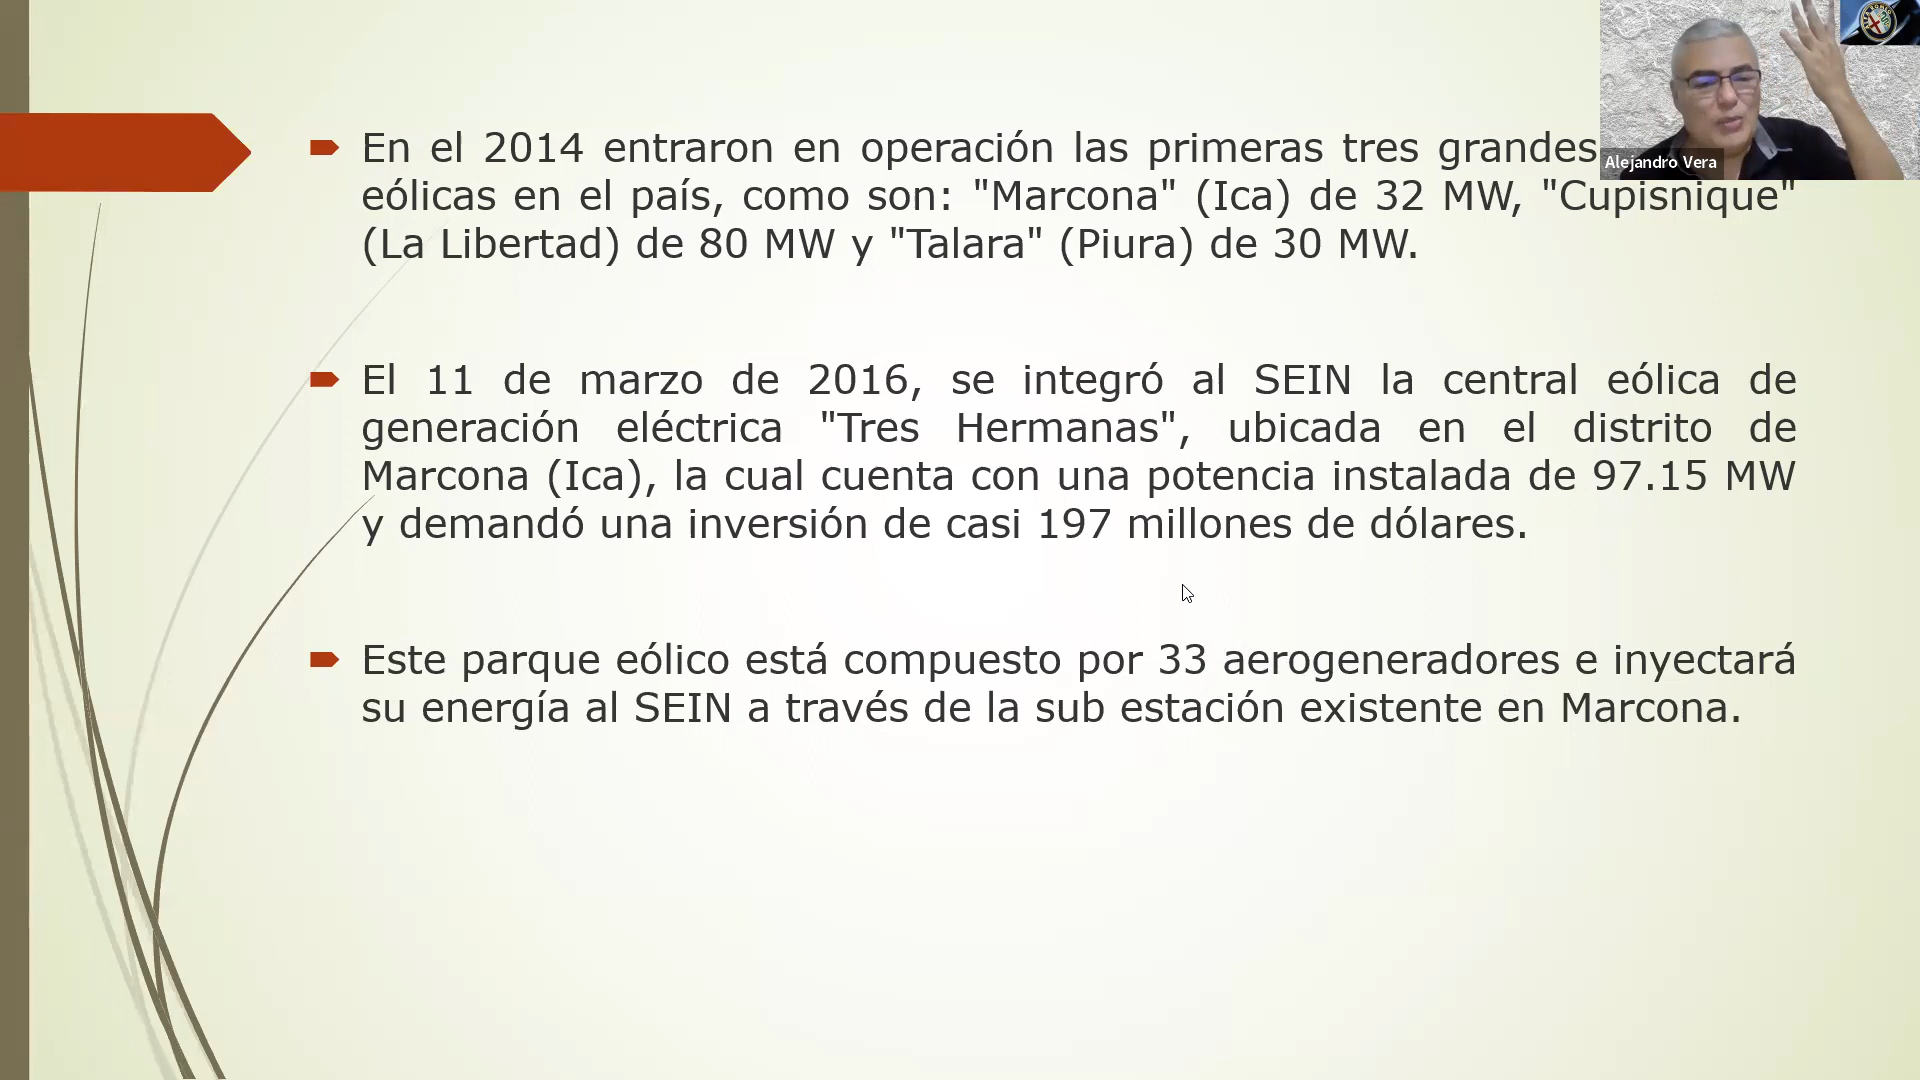 En el 2014 entraron en operación las primeras tres grandes
eólicas en el país, como son: "Marcona" (Ica) de 32 MW, "Cupisnique"
(La Libertad) de 80 MW y "Talara" (Piura) de 30 MW.
El 11 de marzo de 2016, se integró al SEIN la central eólica de
generación eléctrica "Tres Hermanas", ubicada en el distrito de
Marcona (Ica), la cual cuenta con una potencia instalada de 97.15 MW
y demandó una inversión de casi 197 millones de dólares.
Este parque eólico está compuesto por 33 aerogeneradores e inyectará
su energía al SEIN a través de la sub estación existente en Marcona.
Alejandro Vera